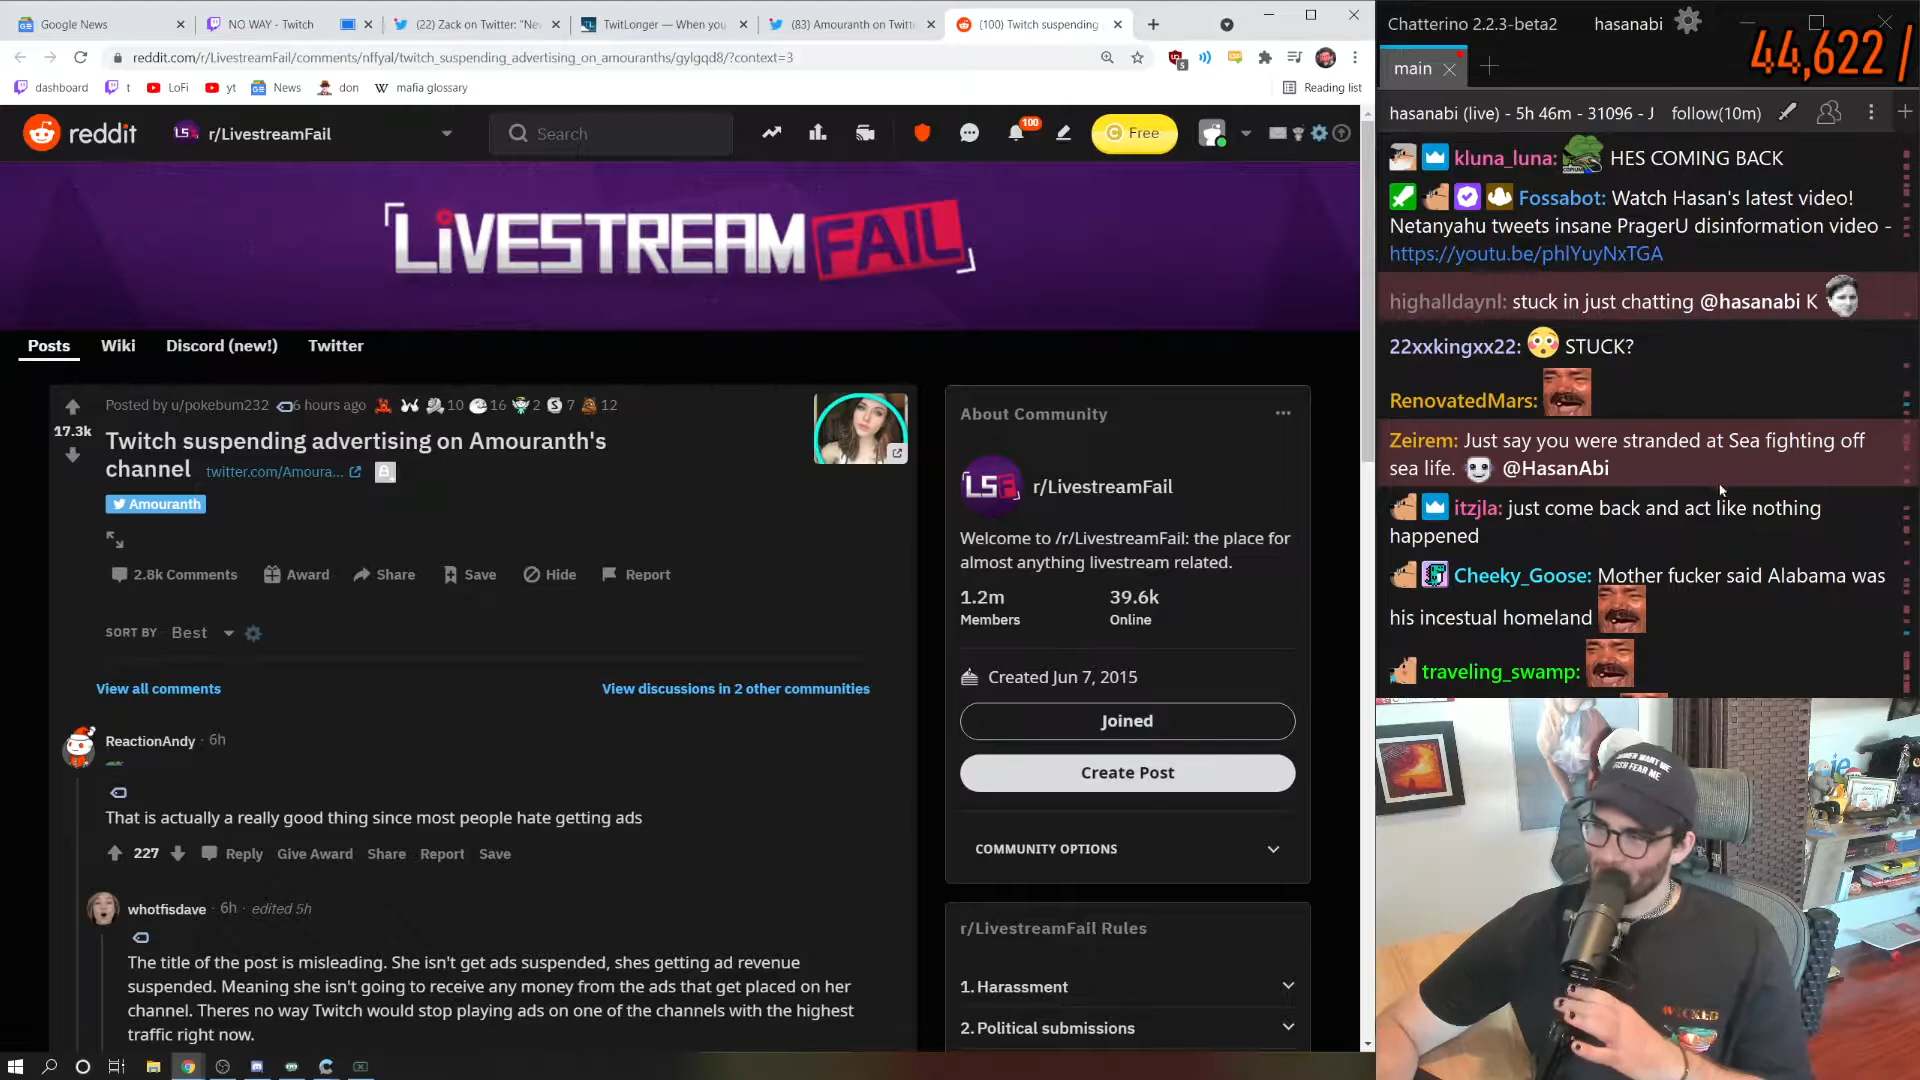 Google News
NO WAY - Twitch
(22) Zack on Twitter: "Ne
TwitLonger — When you
(83) Amouranth on Twitt
(100) Twitch suspending
reddit.com/r/LivestreamFail/comments/nffyal/twitch_suspending_advertising_on_amouranths/gylgqd8/?context=3
dashboard
t
LoFi
yt
News
don
mafia glossary
Reading list
reddit
r/LivestreamFail
Search
100
Free
LIVESTREAM FAIL
Posts
Wiki
Discord (new!)
Twitter
17.3k
Posted by u/pokebum232 6 hours ago 10 16 2 7 12
Twitch suspending advertising on Amouranth's
channel twitter.com/Amoura...
Amouranth
2.8k Comments
Award
Share
Save
Hide
Report
SORT BY Best
View all comments
View discussions in 2 other communities
ReactionAndy · 6h
That is actually a really good thing since most people hate getting ads
227 Reply Give Award Share Report Save
whotfisdave · 6h edited 5h
The title of the post is misleading. She isn't get ads suspended, shes getting ad revenue
suspended. Meaning she isn't going to receive any money from the ads that get placed on her
channel. Theres no way Twitch would stop playing ads on one of the channels with the highest
traffic right now.
About Community
LSF
r/LivestreamFail
Welcome to /r/LivestreamFail: the place for
almost anything livestream related.
1.2m
Members
39.6k
Online
Created Jun 7, 2015
Joined
Create Post
COMMUNITY OPTIONS
r/LivestreamFail Rules
1. Harassment
2. Political submissions
Chatterino 2.2.3-beta2
hasanabi
44,622 /
main
hasanabi (live) - 5h 46m - 31096 - J
follow(10m)
kluna_luna: HES COMING BACK
Fossabot: Watch Hasan's latest video!
Netanyahu tweets insane PragerU disinformation video -
https://youtu.be/phlYuyNxTGA
highalldaynl: stuck in just chatting @hasanabi K
22xxkingxx22: STUCK?
RenovatedMars:
Zeirem: Just say you were stranded at Sea fighting off
sea life. @HasanAbi
itzjla: just come back and act like nothing
happened
Cheeky_Goose: Mother fucker said Alabama was
his incestual homeland
traveling_swamp:
WANT ME
FISH FEAR ME